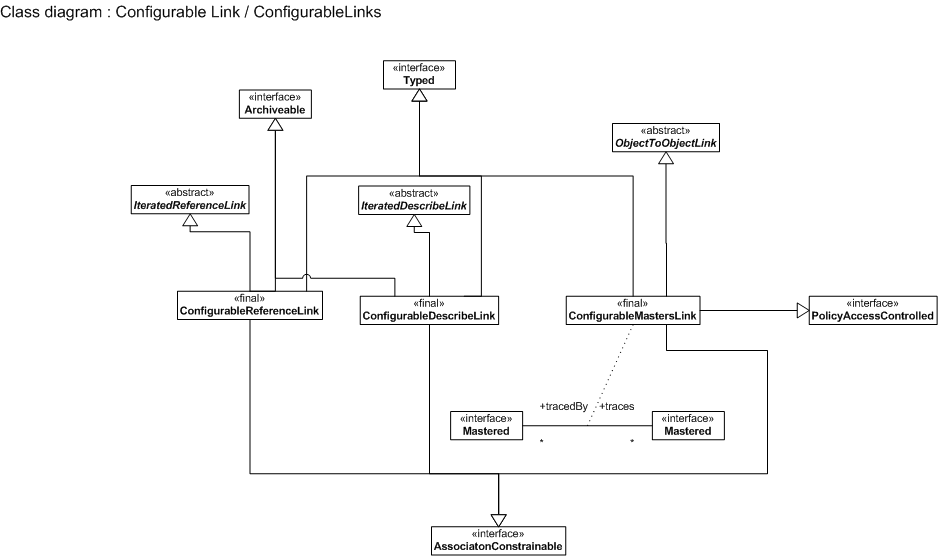 Class diagram : Configurable Link / ConfigurableLinks
«interface»
Typed
«interface»
Archiveable
«abstract»
ObjectToObjectLink
«abstract»
IteratedReferenceLink
«abstract»
IteratedDescribeLink
«final»
ConfigurableReferenceLink
«final»
ConfigurableDescribeLink
«final»
ConfigurableMastersLink
«interface»
PolicyAccessControlled
+tracedBy
+traces
«interface»
Mastered
«interface»
Mastered
*
*
«interface»
AssociatonConstrainable